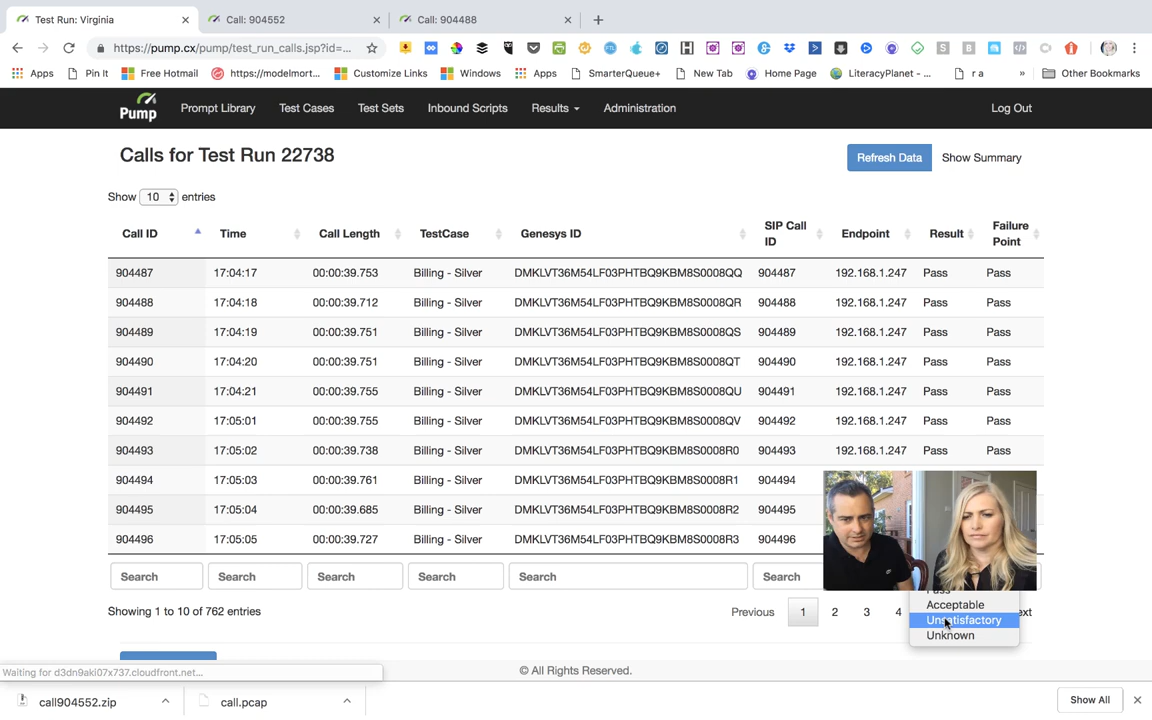 Test Run: Virginia
Call: 904552
Call: 904488
https://pump.cx/pump/test_run_calls.jsp?id=...
Apps Pin It Free Hotmail https://modelmort... Customize Links Windows Apps SmarterQueue+ New Tab Home Page LiteracyPlanet - ... r a » Other Bookmarks
Pump Prompt Library Test Cases Test Sets Inbound Scripts Results Administration Log Out
Calls for Test Run 22738
Refresh Data Show Summary
Show 10 entries
Call ID Time Call Length TestCase Genesys ID SIP Call ID Endpoint Result Failure Point
904487 17:04:17 00:00:39.753 Billing - Silver DMKLVT36M54LF03PHTBQ9KBM8S0008QQ 904487 192.168.1.247 Pass Pass
904488 17:04:18 00:00:39.712 Billing - Silver DMKLVT36M54LF03PHTBQ9KBM8S0008QR 904488 192.168.1.247 Pass Pass
904489 17:04:19 00:00:39.751 Billing - Silver DMKLVT36M54LF03PHTBQ9KBM8S0008QS 904489 192.168.1.247 Pass Pass
904490 17:04:20 00:00:39.751 Billing - Silver DMKLVT36M54LF03PHTBQ9KBM8S0008QT 904490 192.168.1.247 Pass Pass
904491 17:04:21 00:00:39.755 Billing - Silver DMKLVT36M54LF03PHTBQ9KBM8S0008QU 904491 192.168.1.247 Pass Pass
904492 17:05:01 00:00:39.755 Billing - Silver DMKLVT36M54LF03PHTBQ9KBM8S0008QV 904492 192.168.1.247 Pass Pass
904493 17:05:02 00:00:39.738 Billing - Silver DMKLVT36M54LF03PHTBQ9KBM8S0008R0 904493 192.168.1.247 Pass Pass
904494 17:05:03 00:00:39.761 Billing - Silver DMKLVT36M54LF03PHTBQ9KBM8S0008R1 904494
904495 17:05:04 00:00:39.685 Billing - Silver DMKLVT36M54LF03PHTBQ9KBM8S0008R2 904495
904496 17:05:05 00:00:39.727 Billing - Silver DMKLVT36M54LF03PHTBQ9KBM8S0008R3 904496
Search Search Search Search Search Search
Pass
Acceptable
Unsatisfactory
Unknown
Showing 1 to 10 of 762 entries
Previous 1 2 3 4 ext
Waiting for d3dn9aki07x737.cloudfront.net...
© All Rights Reserved.
call904552.zip call.pcap Show All